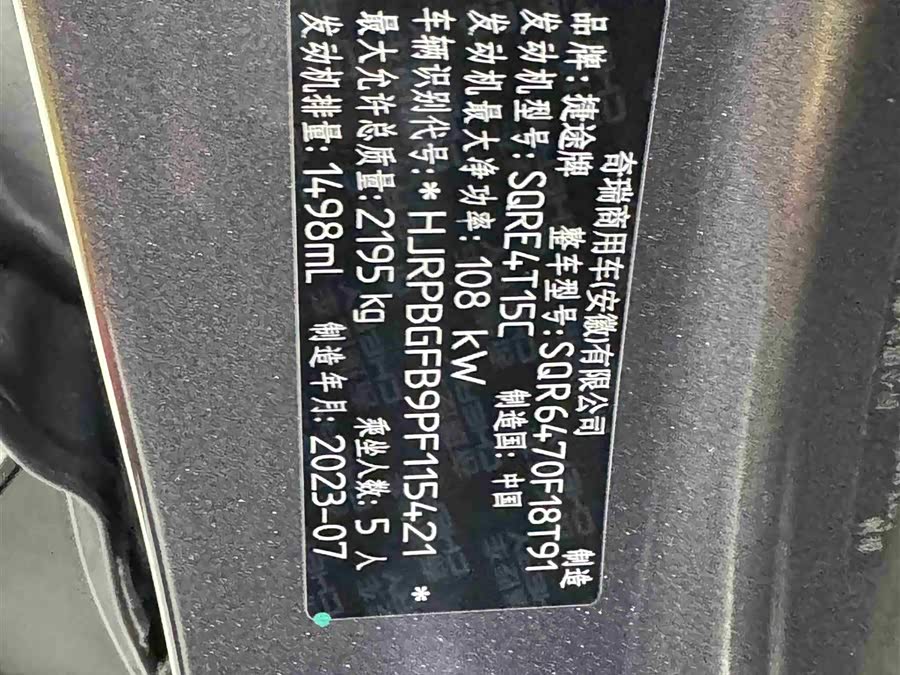 奇瑞商用车(安徽)有限公司 制造
品牌: 捷途牌 整车型号: SQR6470F18T91
发动机型号: SQRE4T15C 制造国: 中国
发动机最大净功率: 108 kW
车辆识别代号: *HJRPBGFB9PF115421*
最大允许总质量: 2195 kg 乘坐人数: 5 人
发动机排量: 1498mL 制造年月: 2023-07